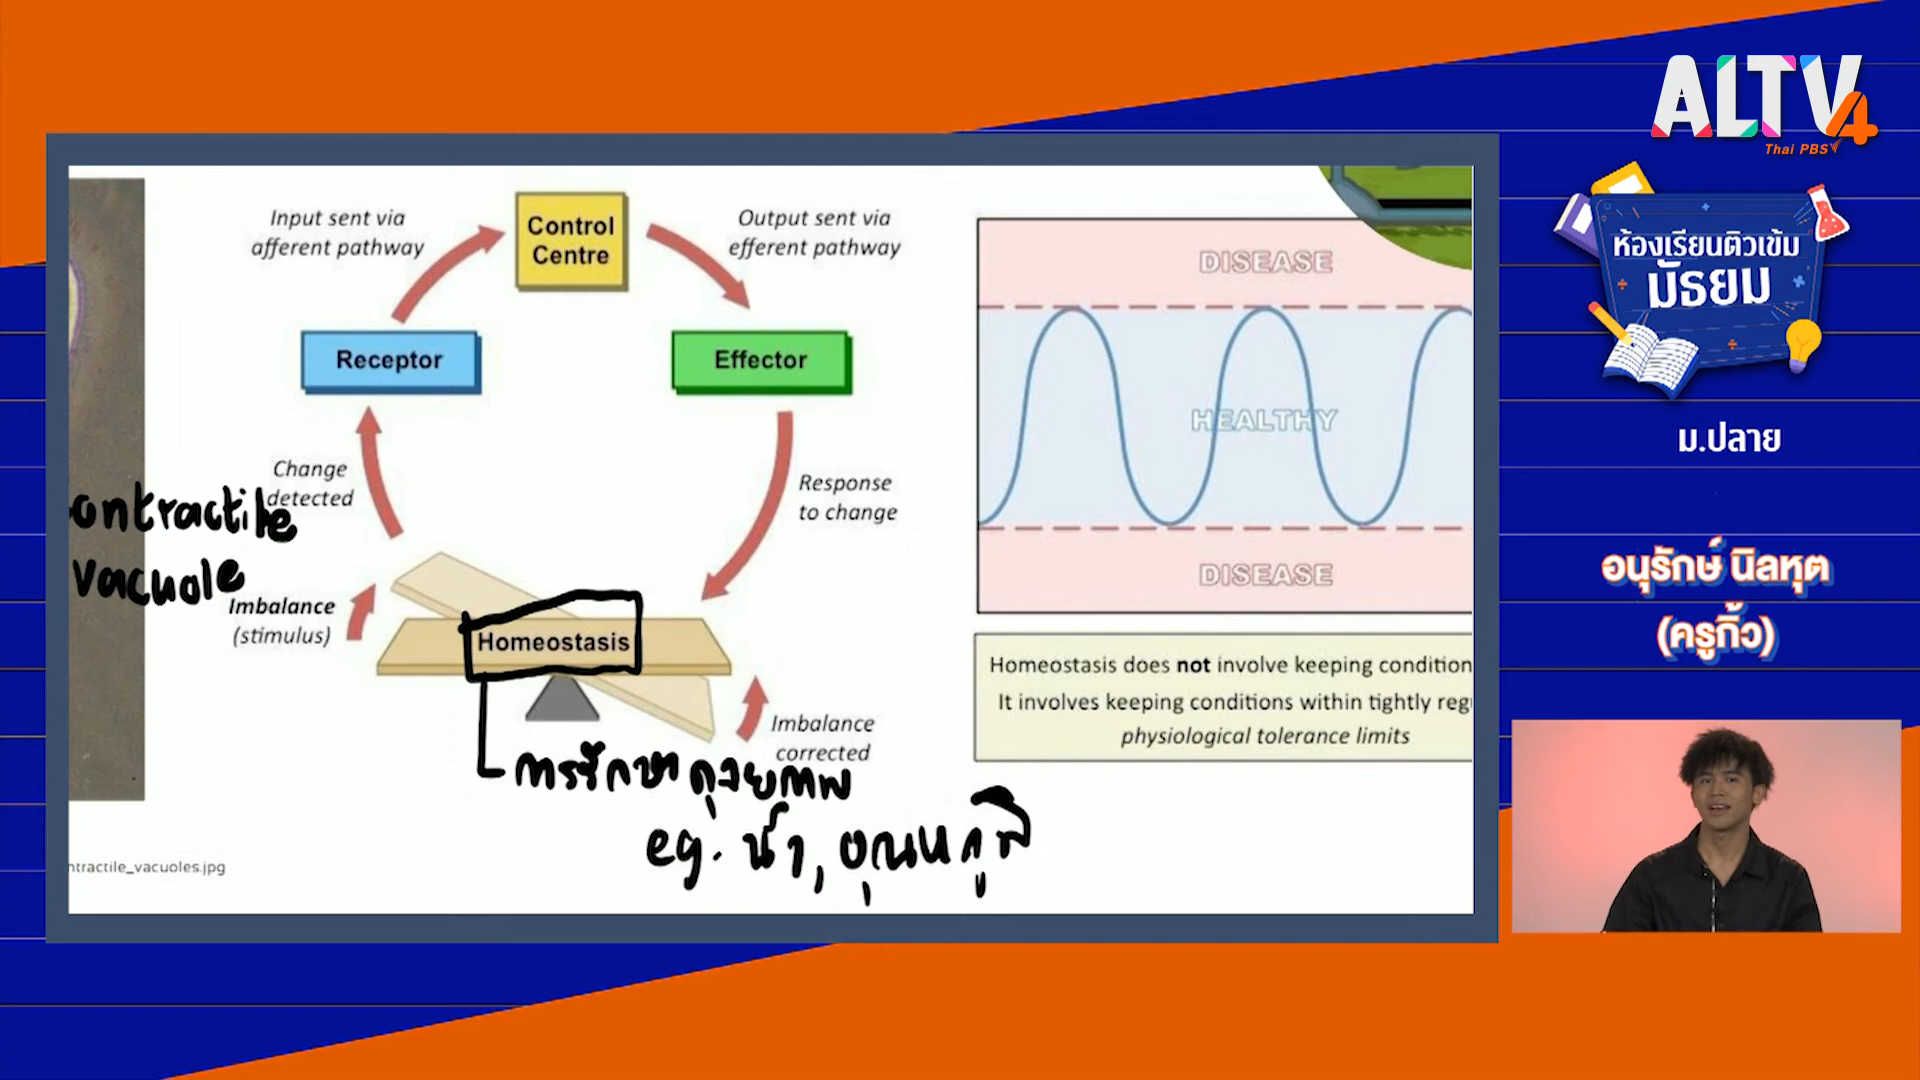 ALTV4
Thai PBS
ห้องเรียนติวเข้ม
มัธยม
ม.ปลาย
อนุรักษ์ นิลหุต
(ครูกิ้ว)
Input sent via
afferent pathway
Control
Centre
Output sent via
efferent pathway
Receptor
Effector
Change
detected
Response
to change
ontractile
vacuole
Imbalance
(stimulus)
Homeostasis
Imbalance
corrected
การรักษาดุลยภาพ
eg. น้ำ, อุณหภูมิ
ntractile_vacuoles.jpg
DISEASE
HEALTHY
DISEASE
Homeostasis does not involve keeping condition
It involves keeping conditions within tightly reg
physiological tolerance limits